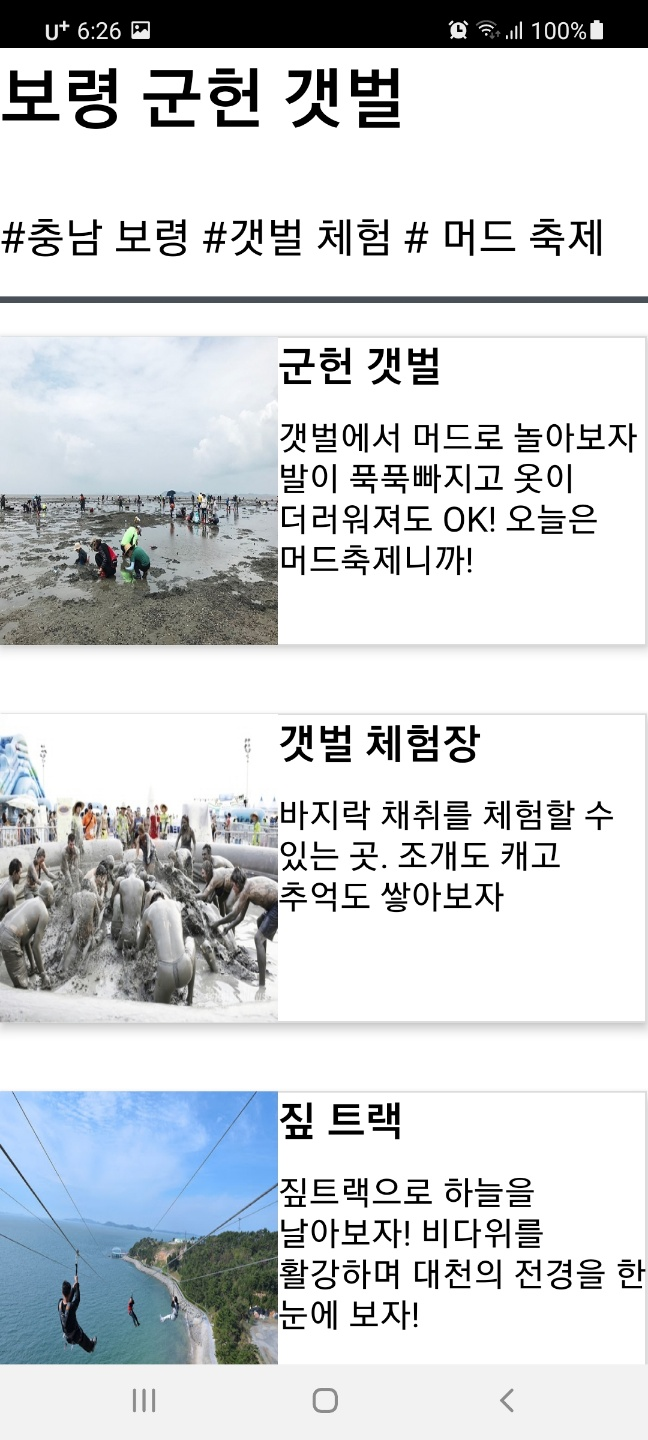 U+ 6:26 100%
보령 군헌 갯벌
#충남 보령 #갯벌 체험 # 머드 축제
군헌 갯벌
갯벌에서 머드로 놀아보자
발이 푹푹빠지고 옷이
더러워져도 OK! 오늘은
머드축제니까!
갯벌 체험장
바지락 채취를 체험할 수
있는 곳. 조개도 캐고
추억도 쌓아보자
짚 트랙
짚트랙으로 하늘을
날아보자! 비다위를
활강하며 대천의 전경을 한
눈에 보자!